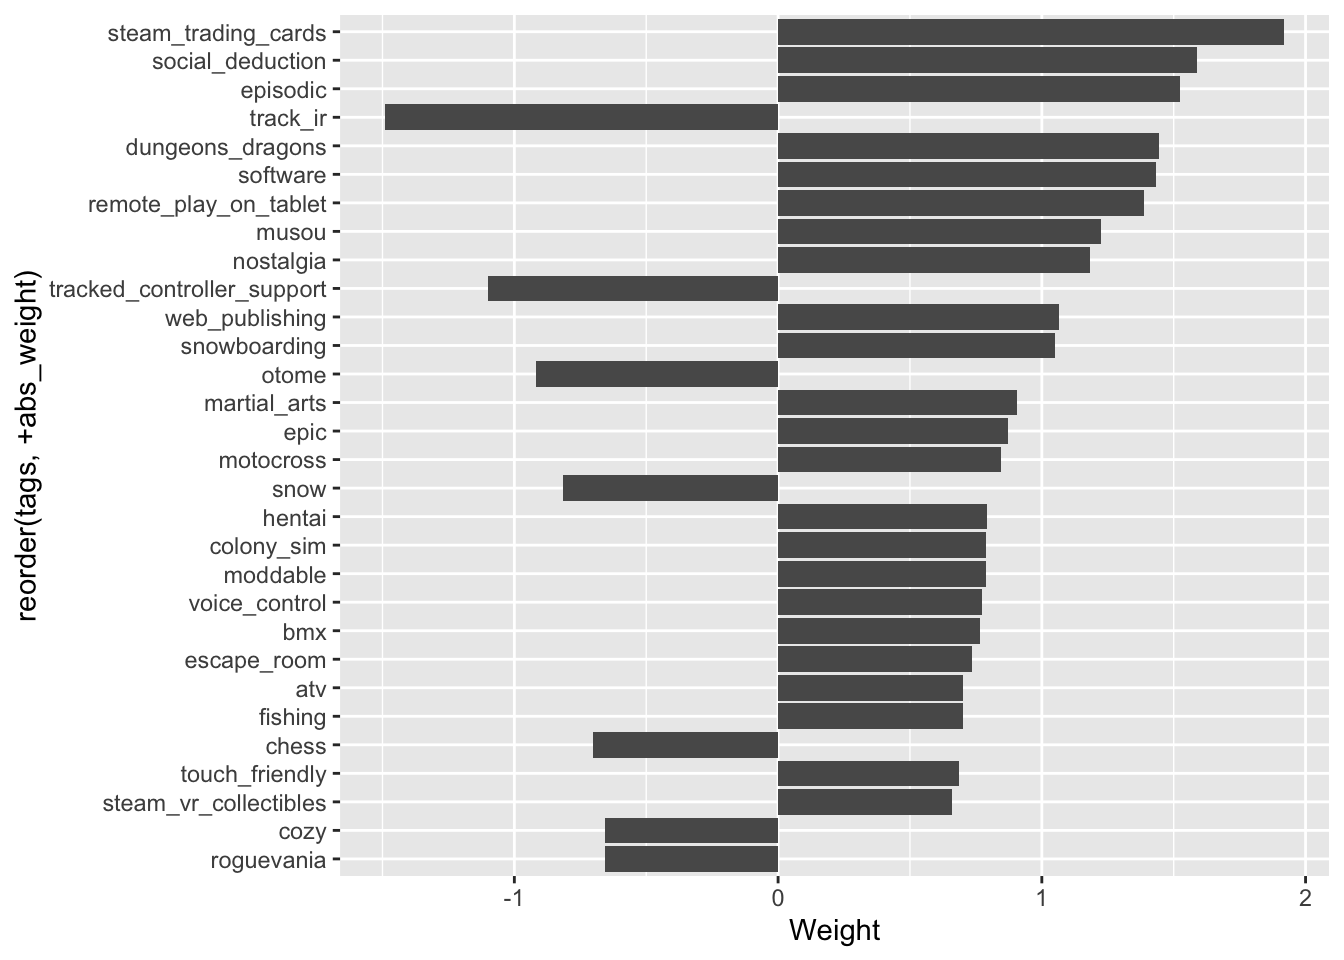 steam_trading_cards
social_deduction
episodic
track_ir
dungeons_dragons
software
remote_play_on_tablet
musou
nostalgia
tracked_controller_support
web_publishing
snowboarding
otome
martial_arts
epic
motocross
snow
hentai
colony_sim
moddable
voice_control
bmx
escape_room
atv
fishing
chess
touch_friendly
steam_vr_collectibles
cozy
roguevania
reorder(tags, +abs_weight)
-1 0 1 2
Weight